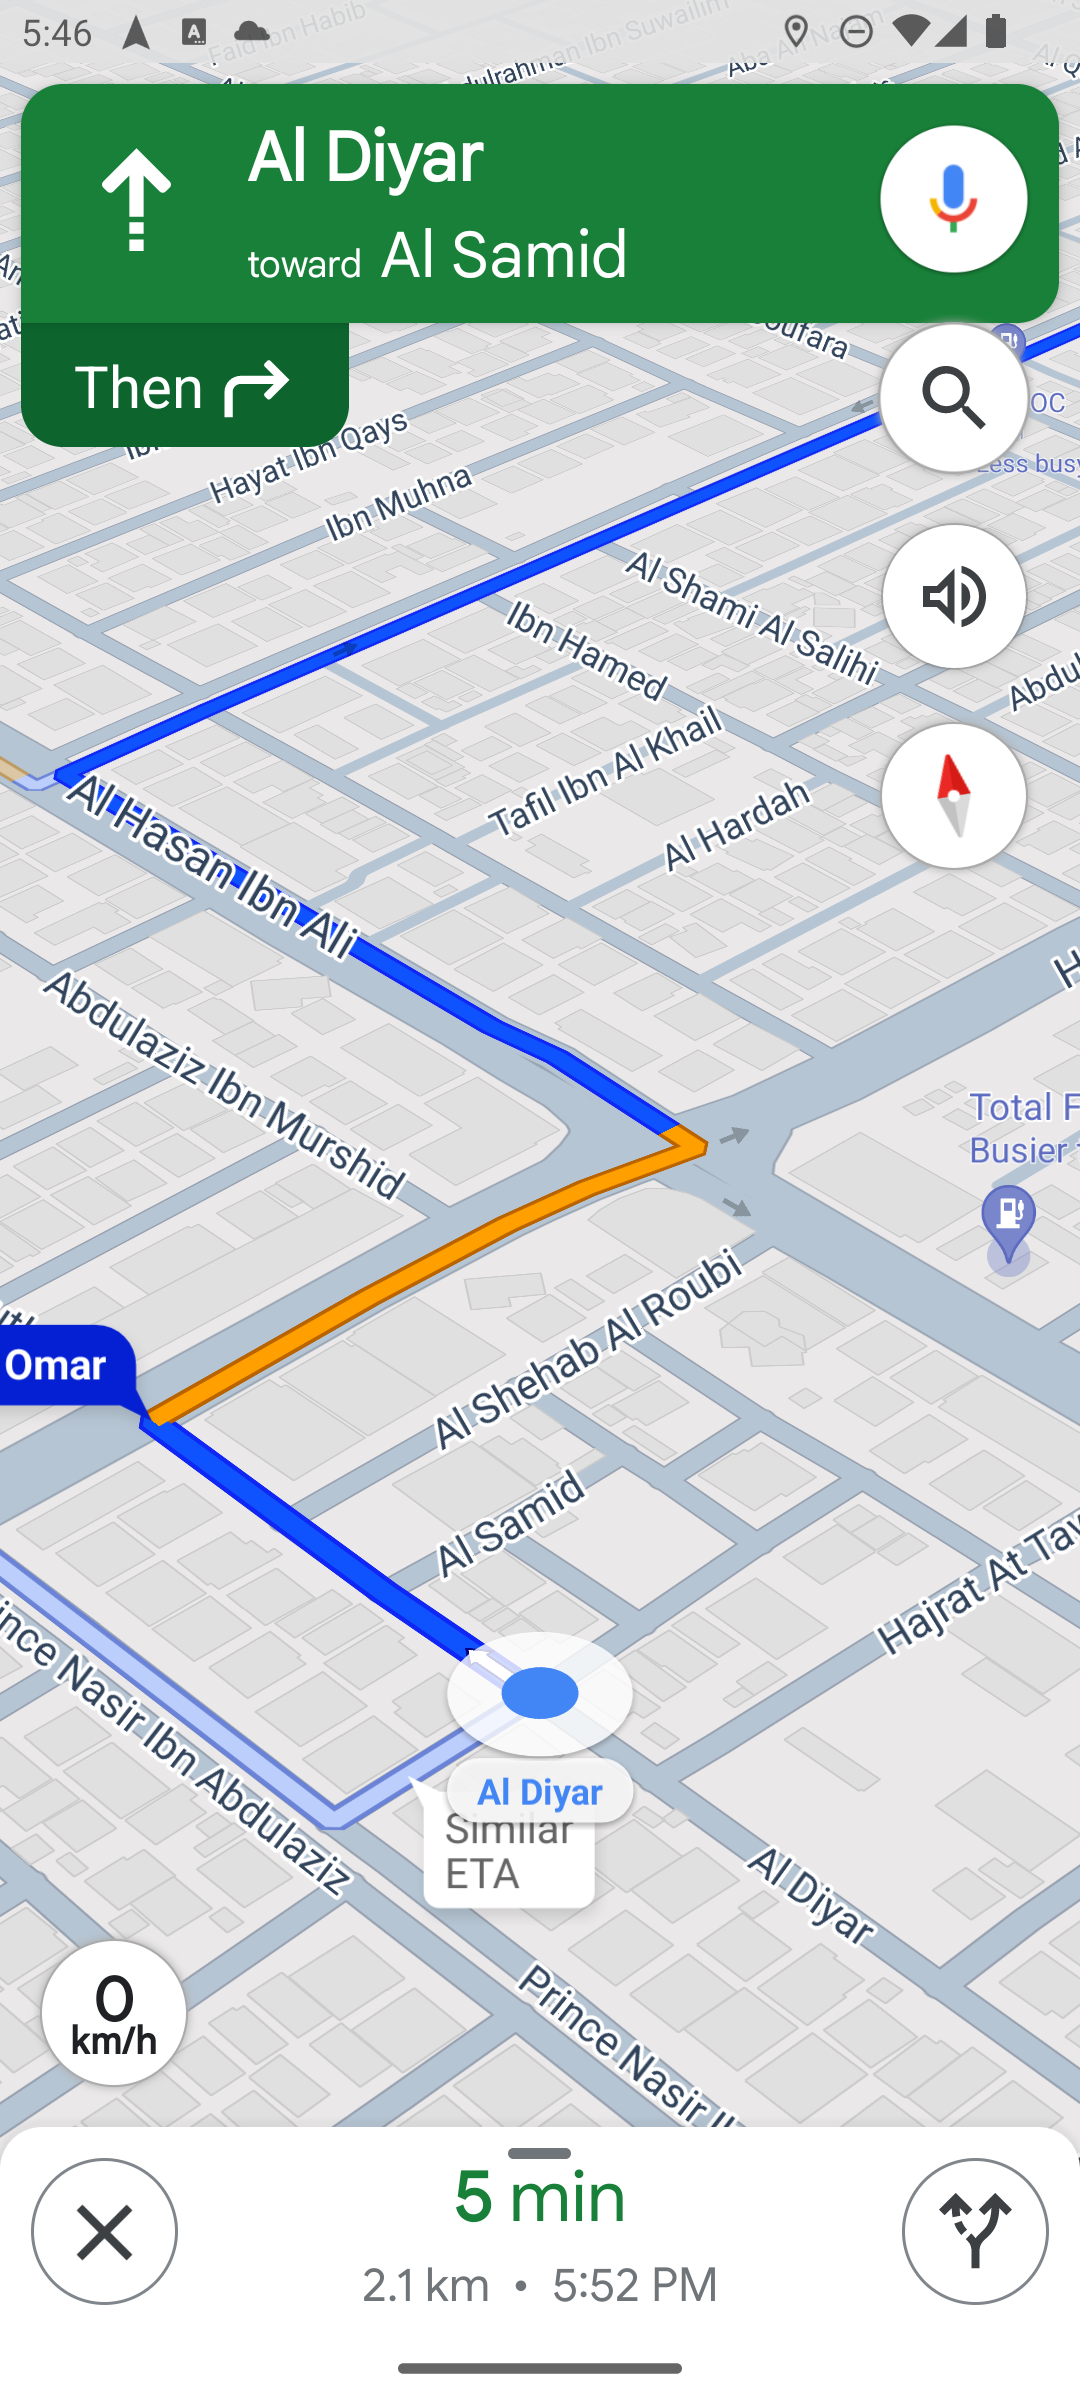 5:46
Al Diyar
toward Al Samid
Then
Hayat Ibn Qays
Ibn Muhna
Less busy
Al Shami Al Salihi
Ibn Hamed
Tafil Ibn Al Khail
Al Hardah
Al Hasan Ibn Ali
Abdulaziz Ibn Murshid
Total F
Busier
Omar
Al Shehab Al Roubi
Al Samid
Hajrat At Taw
Prince Nasir Ibn Abdulaziz
Al Diyar
Similar
ETA
Al Diyar
Prince Nasir I
0
km/h
5 min
2.1 km • 5:52 PM